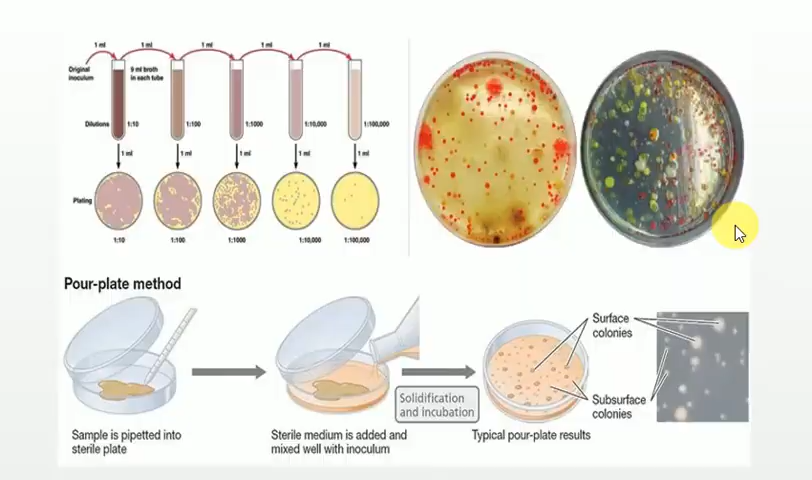 1 ml 1 ml 1 ml 1 ml 1 ml
Original
inoculum
9 ml broth
in each tube
Dilutions 1:10 1:100 1:1000 1:10,000 1:100,000
1 ml 1 ml 1 ml 1 ml 1 ml
Plating
1:10 1:100 1:1000 1:10,000 1:100,000
Pour-plate method
Surface
colonies
Subsurface
colonies
Solidification
and incubation
Sample is pipetted into
sterile plate
Sterile medium is added and
mixed well with inoculum
Typical pour-plate results